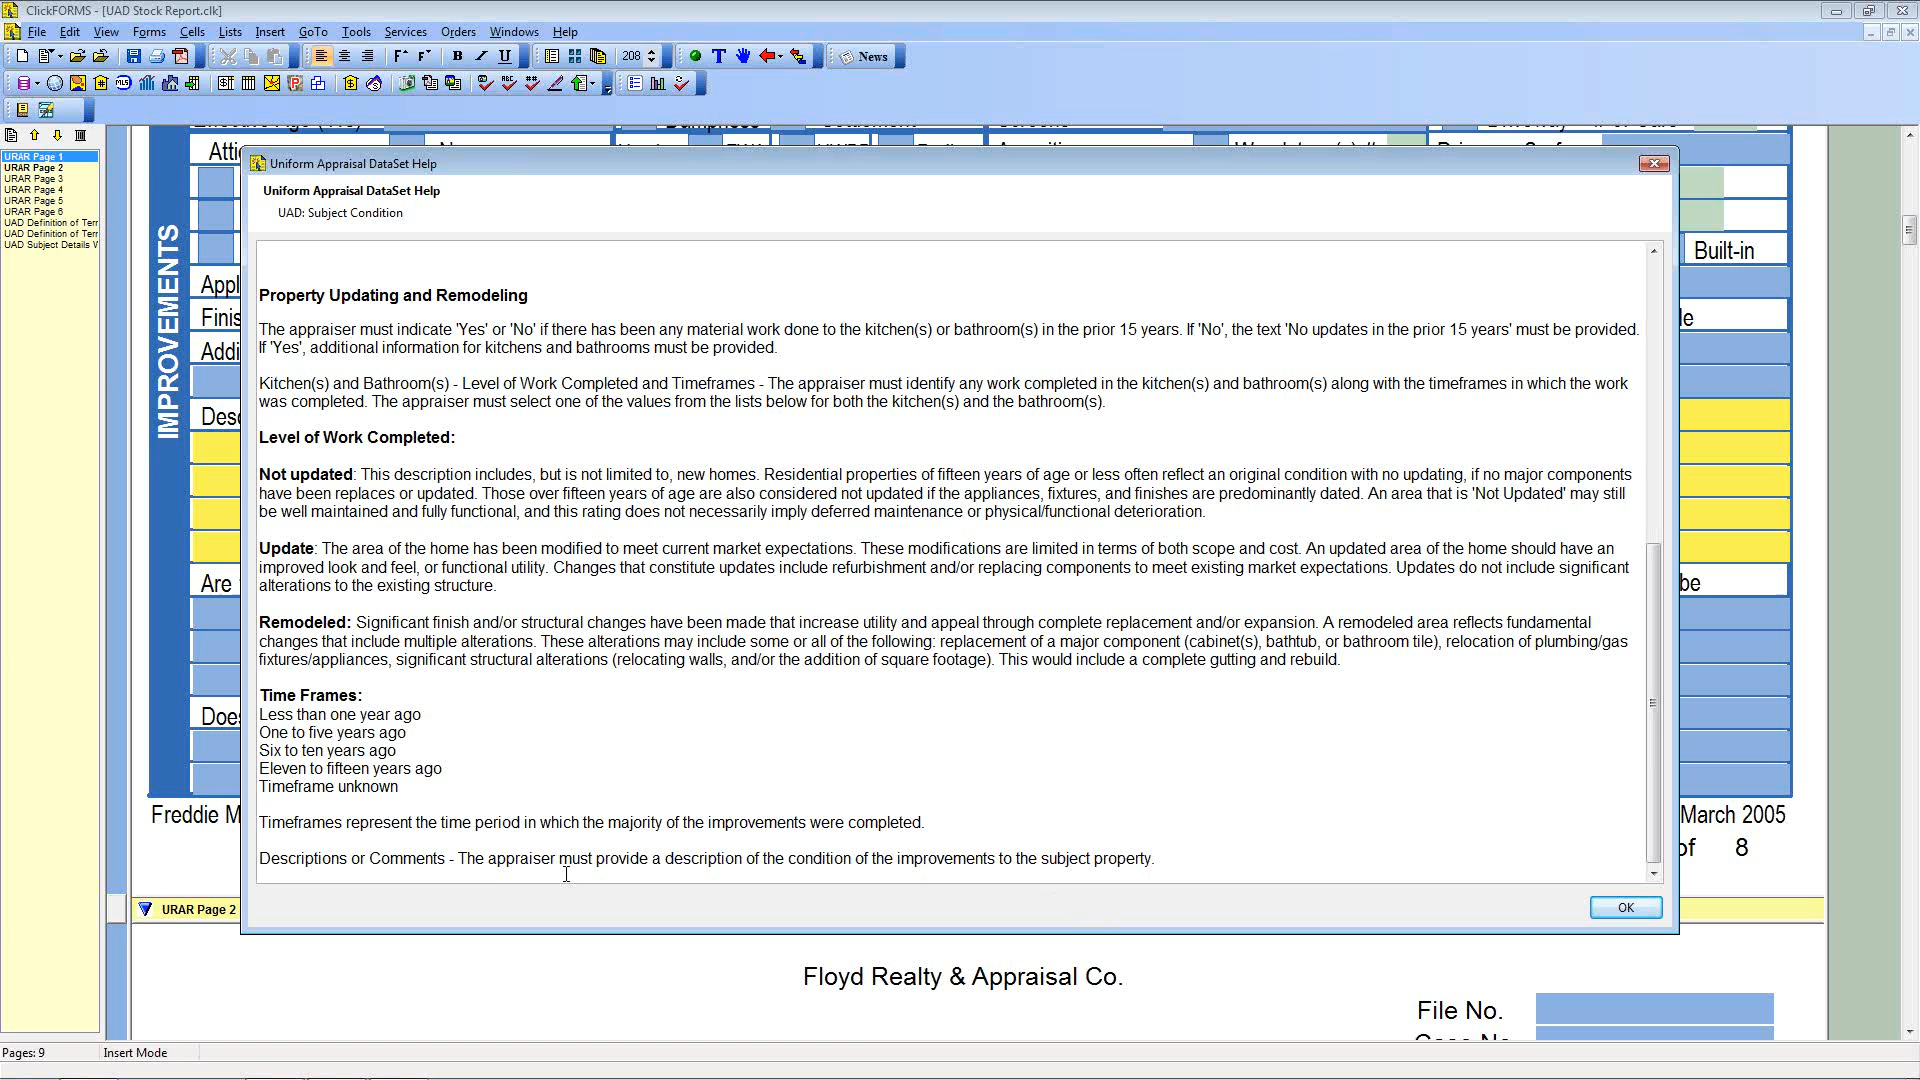 ClickFORMS - [UAD Stock Report.clk]
File Edit View Forms Cells Lists Insert GoTo Tools Services Orders Windows Help
B I U 208 T News
URAR Page 1
URAR Page 2
URAR Page 3
URAR Page 4
URAR Page 5
URAR Page 6
UAD Definition of Terr
UAD Definition of Terr
UAD Subject Details V
IMPROVEMENTS
Uniform Appraisal DataSet Help
Uniform Appraisal DataSet Help
UAD: Subject Condition
Property Updating and Remodeling
The appraiser must indicate 'Yes' or 'No' if there has been any material work done to the kitchen(s) or bathroom(s) in the prior 15 years. If 'No', the text 'No updates in the prior 15 years' must be provided.
If 'Yes', additional information for kitchens and bathrooms must be provided.
Kitchen(s) and Bathroom(s) - Level of Work Completed and Timeframes - The appraiser must identify any work completed in the kitchen(s) and bathroom(s) along with the timeframes in which the work
was completed. The appraiser must select one of the values from the lists below for both the kitchen(s) and the bathroom(s).
Level of Work Completed:
Not updated: This description includes, but is not limited to, new homes. Residential properties of fifteen years of age or less often reflect an original condition with no updating, if no major components
have been replaces or updated. Those over fifteen years of age are also considered not updated if the appliances, fixtures, and finishes are predominantly dated. An area that is 'Not Updated' may still
be well maintained and fully functional, and this rating does not necessarily imply deferred maintenance or physical/functional deterioration.
Update: The area of the home has been modified to meet current market expectations. These modifications are limited in terms of both scope and cost. An updated area of the home should have an
improved look and feel, or functional utility. Changes that constitute updates include refurbishment and/or replacing components to meet existing market expectations. Updates do not include significant
alterations to the existing structure.
Remodeled: Significant finish and/or structural changes have been made that increase utility and appeal through complete replacement and/or expansion. A remodeled area reflects fundamental
changes that include multiple alterations. These alterations may include some or all of the following: replacement of a major component (cabinet(s), bathtub, or bathroom tile), relocation of plumbing/gas
fixtures/appliances, significant structural alterations (relocating walls, and/or the addition of square footage). This would include a complete gutting and rebuild.
Time Frames:
Less than one year ago
One to five years ago
Six to ten years ago
Eleven to fifteen years ago
Timeframe unknown
Timeframes represent the time period in which the majority of the improvements were completed.
Descriptions or Comments - The appraiser must provide a description of the condition of the improvements to the subject property.
OK
Attic
Built-in
Appl
Finis le
Addi
Desc
Are be
Does
Freddie M March 2005
of 8
URAR Page 2
Floyd Realty & Appraisal Co.
File No.
Pages: 9 Insert Mode